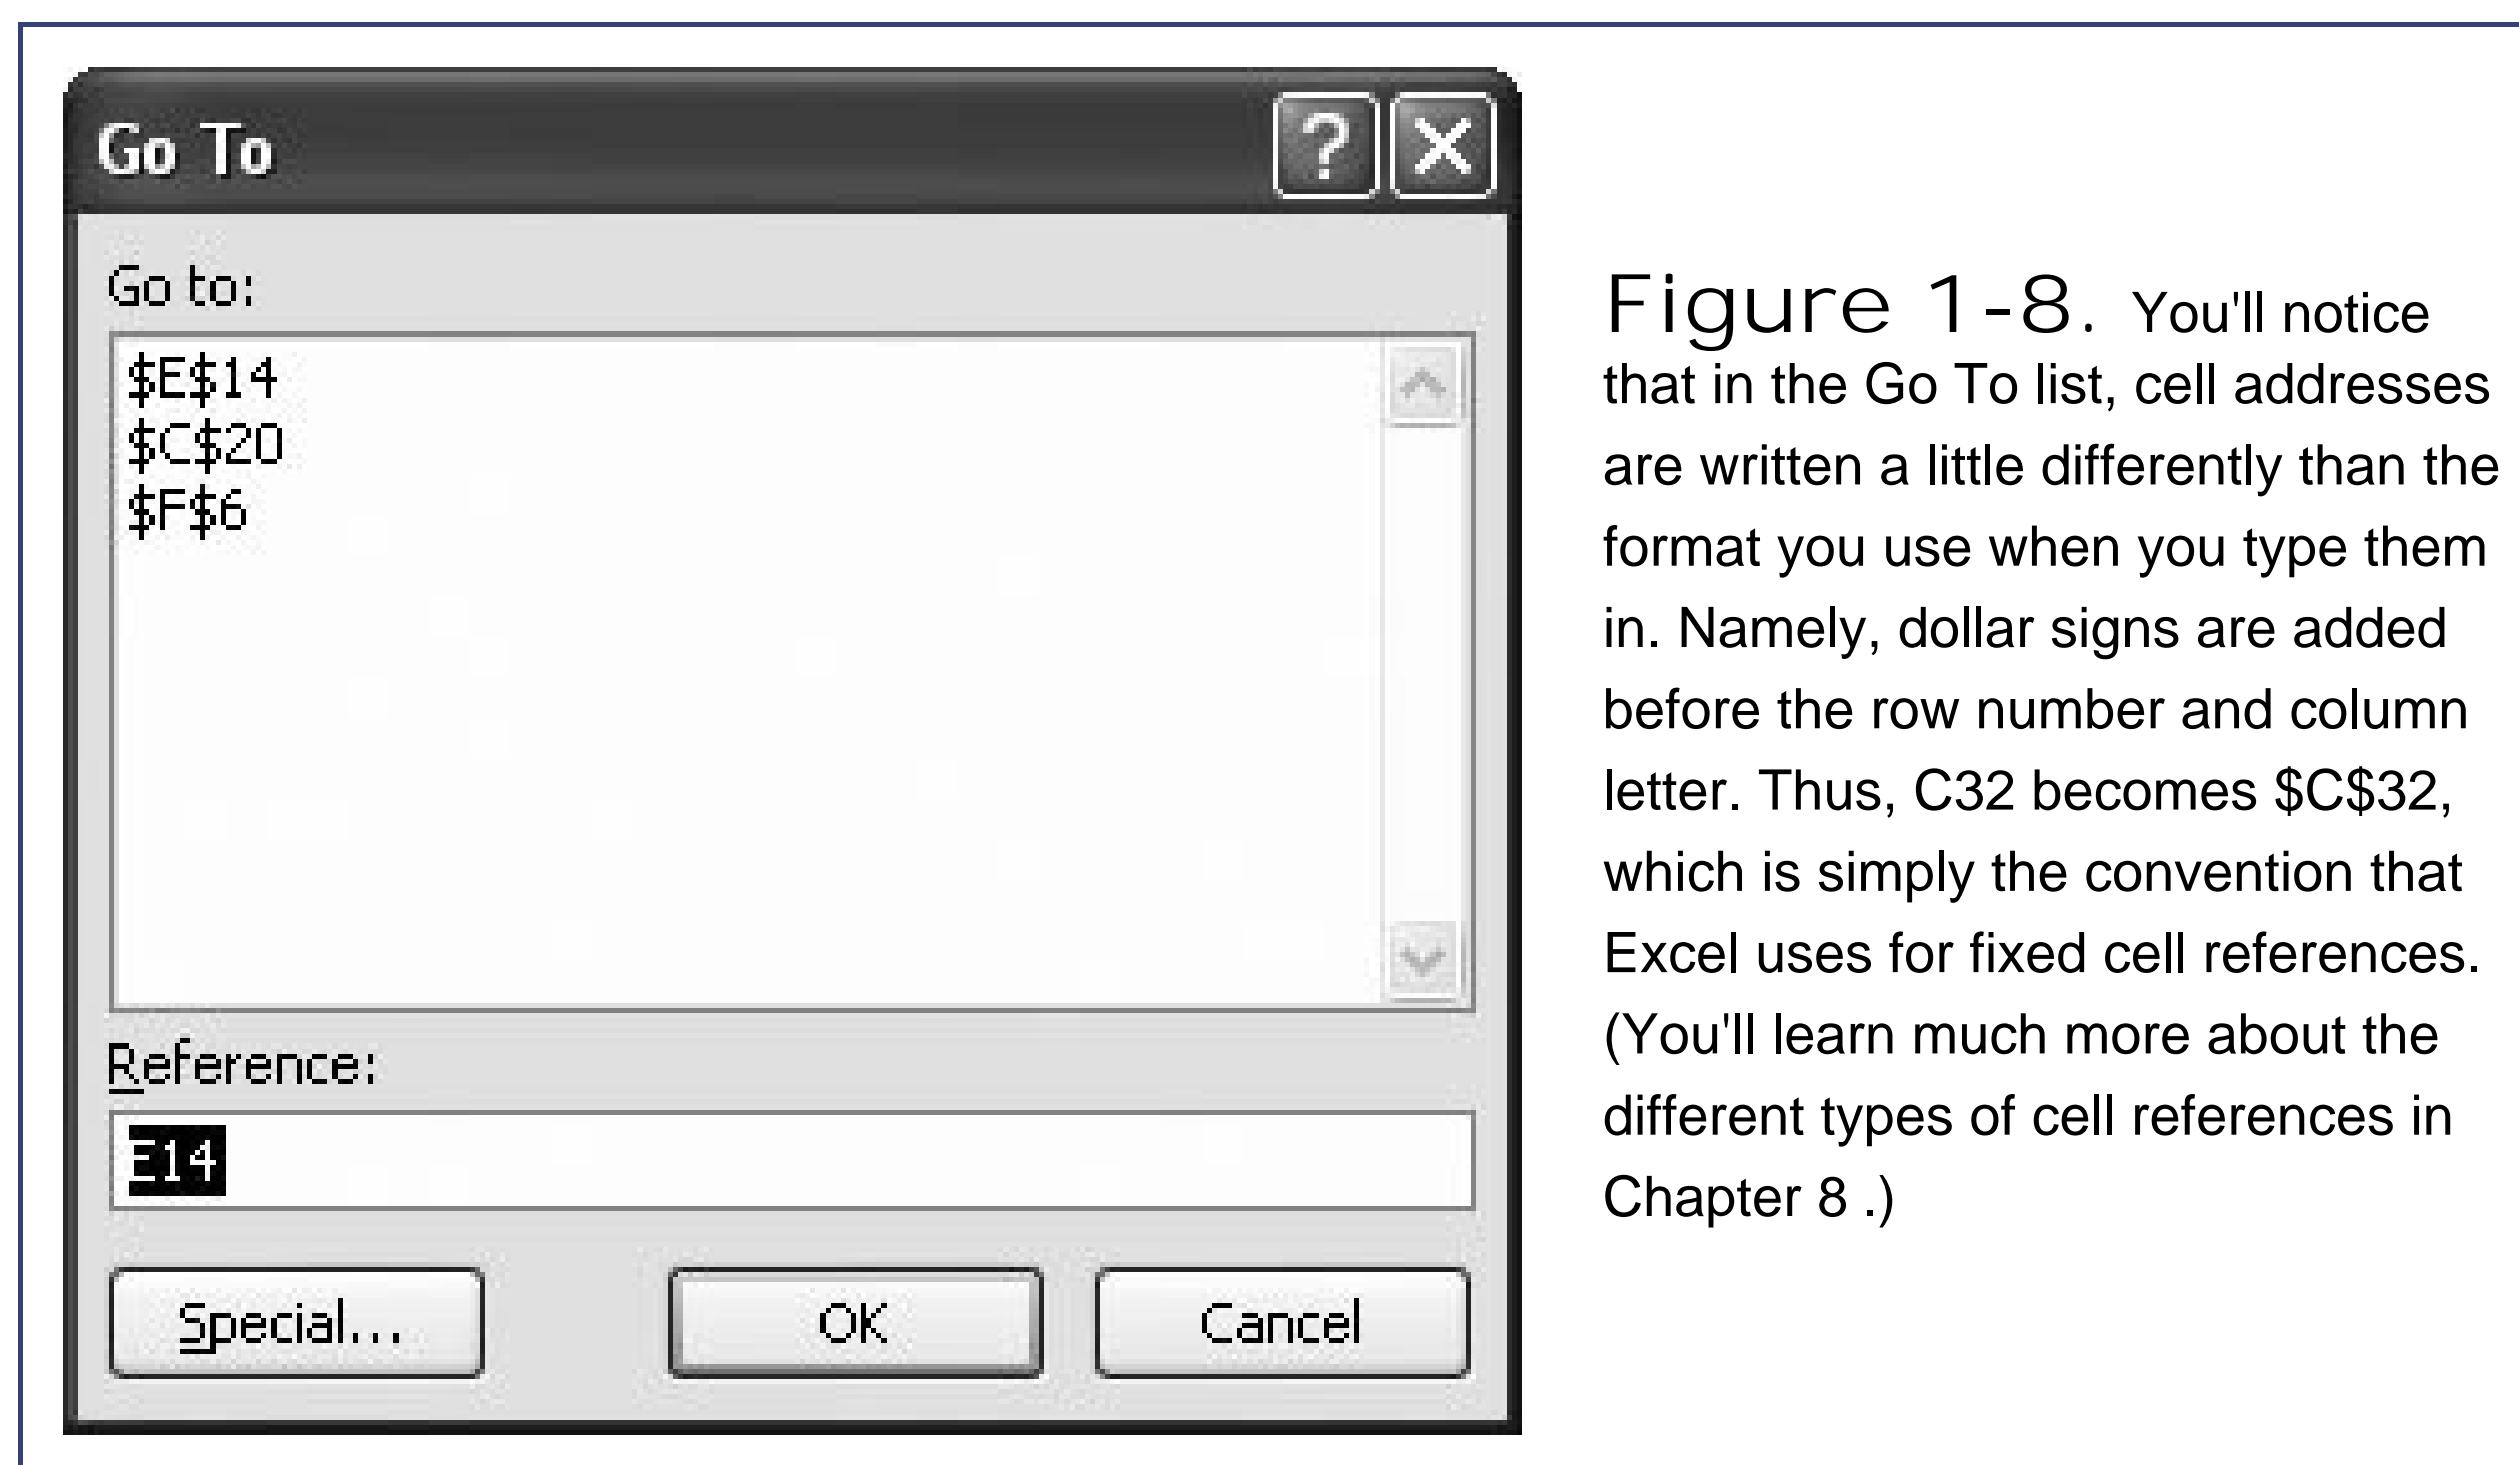 Go To
Go to:
$E$14
$C$20
$F$6
Reference:
E14
Special...
OK
Cancel
Figure 1-8. You'll notice
that in the Go To list, cell addresses
are written a little differently than the
format you use when you type them
in. Namely, dollar signs are added
before the row number and column
letter. Thus, C32 becomes $C$32,
which is simply the convention that
Excel uses for fixed cell references.
(You'll learn much more about the
different types of cell references in
Chapter 8 .)